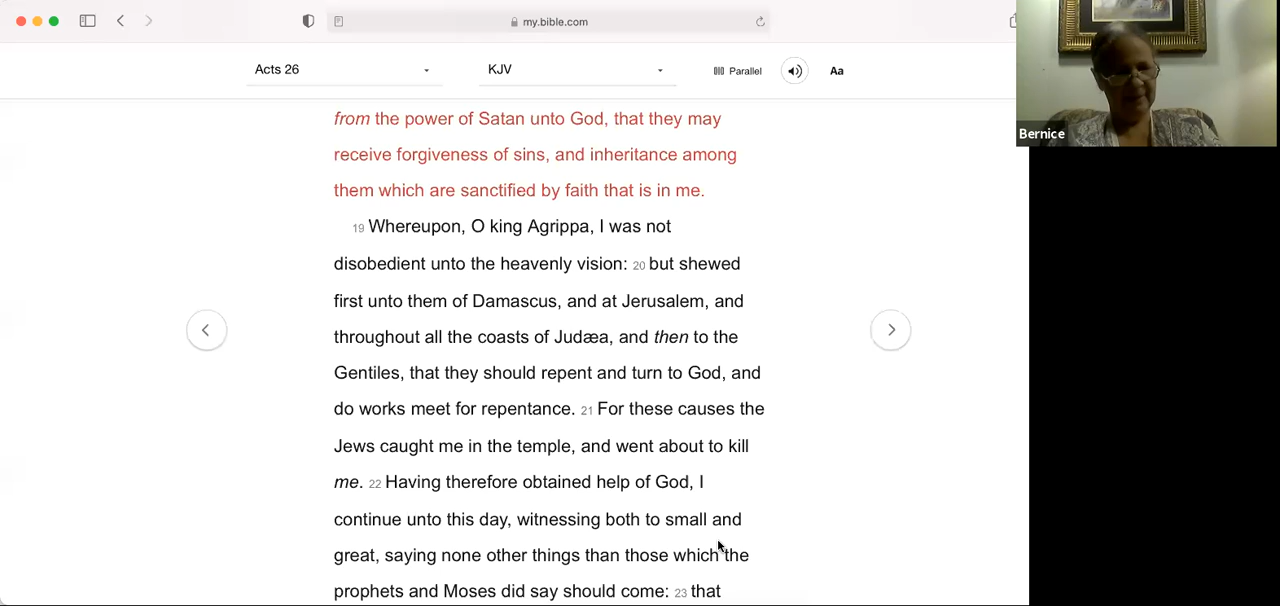 my.bible.com
Acts 26
KJV
Parallel
Aa
Bernice
from the power of Satan unto God, that they may
receive forgiveness of sins, and inheritance among
them which are sanctified by faith that is in me.
19 Whereupon, O king Agrippa, I was not
disobedient unto the heavenly vision: 20 but shewed
first unto them of Damascus, and at Jerusalem, and
throughout all the coasts of Judæa, and then to the
Gentiles, that they should repent and turn to God, and
do works meet for repentance. 21 For these causes the
Jews caught me in the temple, and went about to kill
me. 22 Having therefore obtained help of God, I
continue unto this day, witnessing both to small and
great, saying none other things than those which the
prophets and Moses did say should come: 23 that